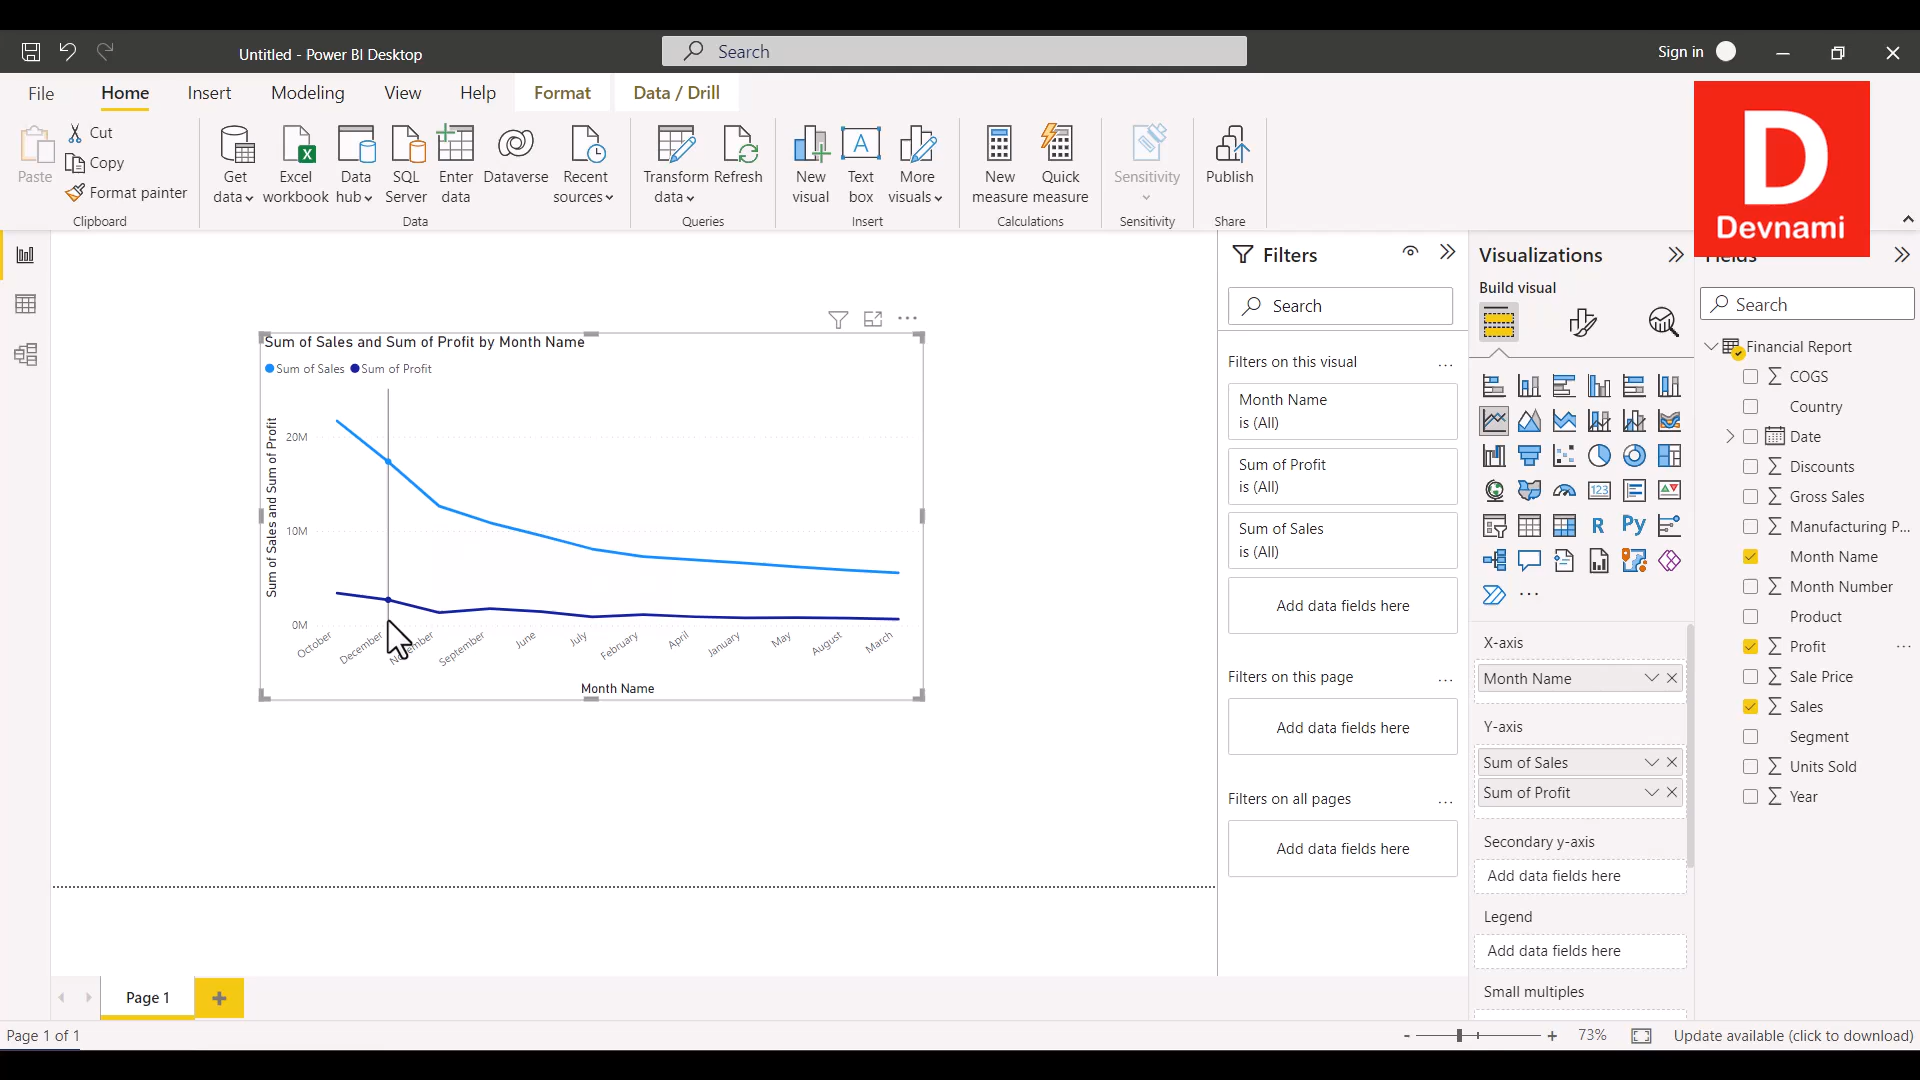 Untitled - Power BI Desktop
Search
Sign in
File
Home
Insert
Modeling
View
Help
Format
Data / Drill
Paste
Cut
Copy
Format painter
Clipboard
Get data
Excel workbook
Data hub
SQL Server
Enter data
Dataverse
Recent sources
Data
Transform data
Refresh
Queries
New visual
Text box
More visuals
Insert
New measure
Quick measure
Calculations
Sensitivity
Sensitivity
Publish
Share
D
Devnami
Sum of Sales and Sum of Profit by Month Name
Sum of Sales
Sum of Profit
Sum of Sales and Sum of Profit
20M
10M
0M
October
December
November
September
June
July
February
April
January
May
August
March
Month Name
Filters
Search
Filters on this visual
...
Month Name
is (All)
Sum of Profit
is (All)
Sum of Sales
is (All)
Add data fields here
Filters on this page
...
Add data fields here
Filters on all pages
...
Add data fields here
Visualizations
Build visual
123
R
Py
...
X-axis
Month Name
Y-axis
Sum of Sales
Sum of Profit
Secondary y-axis
Add data fields here
Legend
Add data fields here
Small multiples
Fields
Search
Financial Report
COGS
Country
Date
Discounts
Gross Sales
Manufacturing P...
Month Name
Month Number
Product
Profit
...
Sale Price
Sales
Segment
Units Sold
Year
Page 1
Page 1 of 1
- + 73%
Update available (click to download)